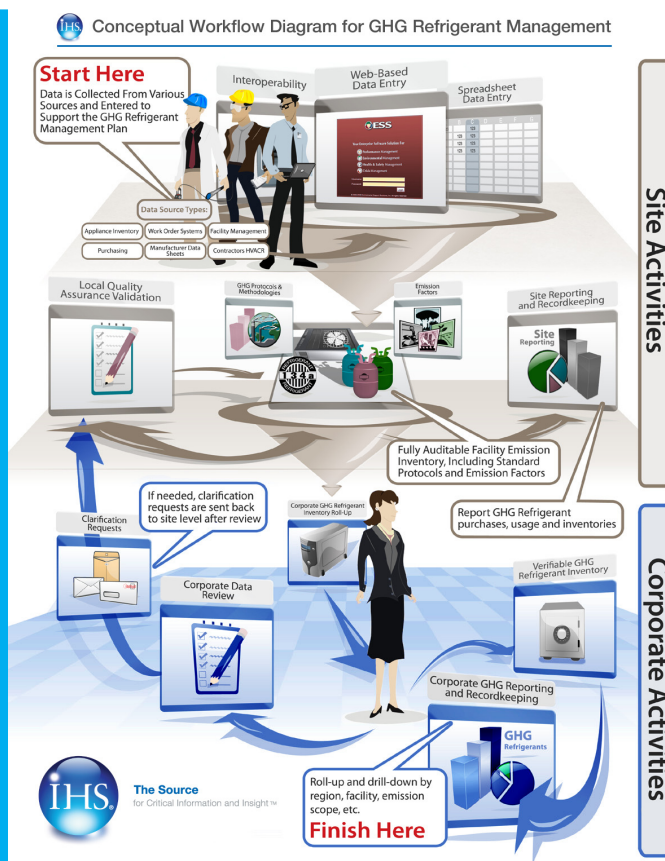 IHS
Conceptual Workflow Diagram for GHG Refrigerant Management
Start Here
Data is Collected From Various
Sources and Entered to
Support the GHG Refrigerant
Management Plan
Interoperability
Web-Based
Data Entry
Spreadsheet
Data Entry
ESS
Data Source Types:
Appliance Inventory
Work Order Systems
Facility Management
Purchasing
Manufacturer Data
Sheets
Contractors HVACR
Site Activities
Local Quality
Assurance Validation
GHG Protocols &
Methodologies
Emission
Factors
Site Reporting
and Recordkeeping
Site
Reporting
REFRIGERANT
134a
REFRIGERANT
Fully Auditable Facility Emission
Inventory, Including Standard
Protocols and Emission Factors
Report GHG Refrigerant
purchases, usage and inventories
If needed, clarification
requests are sent back
to site level after review
Clarification
Requests
Corporate GHG Refrigerant
Inventory Roll-Up
Corporate Data
Review
Verifiable GHG
Refrigerant Inventory
Corporate Activities
Corporate GHG Reporting
and Recordkeeping
GHG
Refrigerants
Roll-up and drill-down by
region, facility, emission
scope, etc.
Finish Here
IHS
The Source
for Critical Information and Insight™